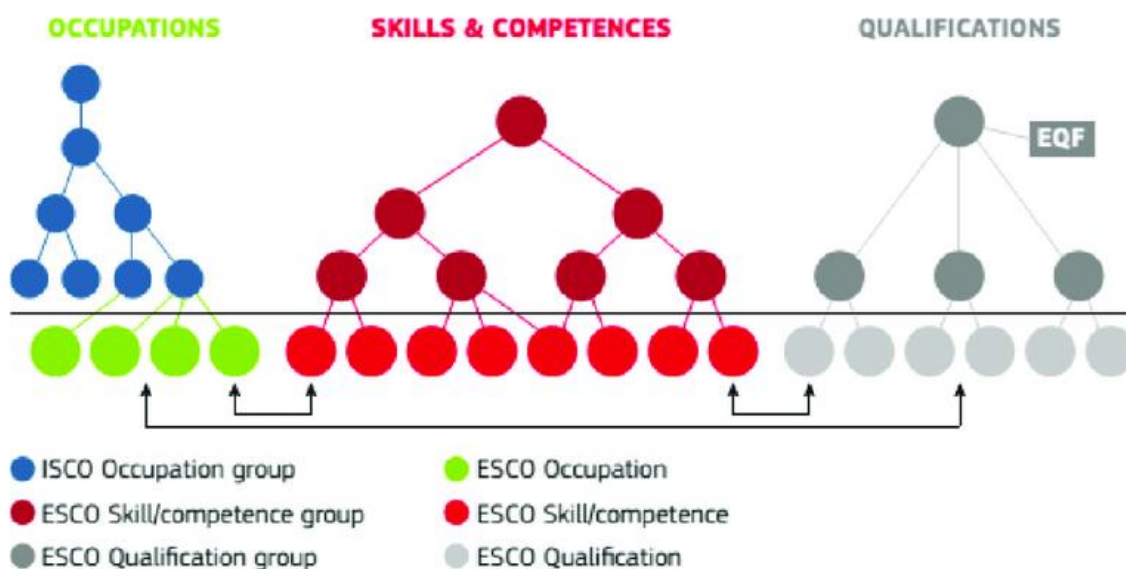 OCCUPATIONS
SKILLS & COMPETENCES
QUALIFICATIONS
EQF
ISCO Occupation group
ESCO Occupation
ESCO Skill/competence group
ESCO Skill/competence
ESCO Qualification group
ESCO Qualification